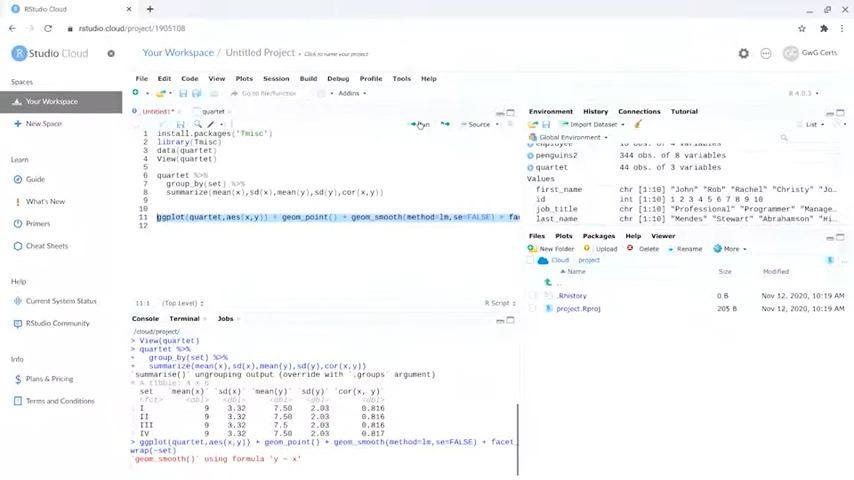 RStudio Cloud
rstudio.cloud/project/1905108
Studio Cloud
Your Workspace / Untitled Project
Click to name your project
GwG Certs
Spaces
Your Workspace
New Space
Learn
Guide
What's New
Primers
Cheat Sheets
Help
Current System Status
RStudio Community
Info
Plans & Pricing
Terms and Conditions
File Edit Code View Plots Session Build Debug Profile Tools Help
Go to file/function
Addins
R 4.0.3
Untitled1*
quartet
Run
Source
1 install.packages('Tmisc')
2 library(Tmisc)
3 data(quartet)
4 View(quartet)
5
6 quartet %>%
7 group_by(set) %>%
8 summarize(mean(x),sd(x),mean(y),sd(y),cor(x,y))
9
10
11 ggplot(quartet,aes(x,y)) + geom_point() + geom_smooth(method=lm,se=FALSE) + fac
12
11:1 (Top Level) R Script
Console Terminal Jobs
/cloud/project/
> View(quartet)
> quartet %>%
+ group_by(set) %>%
+ summarize(mean(x),sd(x),mean(y),sd(y),cor(x,y))
`summarise()` ungrouping output (override with `.groups` argument)
# A tibble: 4 x 6
set `mean(x)` `sd(x)` `mean(y)` `sd(y)` `cor(x, y)`
<fct> <dbl> <dbl> <dbl> <dbl> <dbl>
I 9 3.32 7.50 2.03 0.816
II 9 3.32 7.50 2.03 0.816
III 9 3.32 7.5 2.03 0.816
IV 9 3.32 7.50 2.03 0.817
> ggplot(quartet,aes(x,y)) + geom_point() + geom_smooth(method=lm,se=FALSE) + facet_
wrap(~set)
`geom_smooth()` using formula 'y ~ x'
Environment History Connections Tutorial
Import Dataset
List
Global Environment
penguins2 344 obs. of 8 variables
quartet 44 obs. of 3 variables
Values
first_name chr [1:10] "John" "Rob" "Rachel" "Christy" "Jo…
id int [1:10] 1 2 3 4 5 6 7 8 9 10
job_title chr [1:10] "Professional" "Programmer" "Manage…
last_name chr [1:10] "Mendes" "Stewart" "Abrahamson" "Hi…
Files Plots Packages Help Viewer
New Folder Upload Delete Rename More
Cloud project
Name Size Modified
..
.Rhistory 0 B Nov 12, 2020, 10:19 AM
project.Rproj 205 B Nov 12, 2020, 10:19 AM